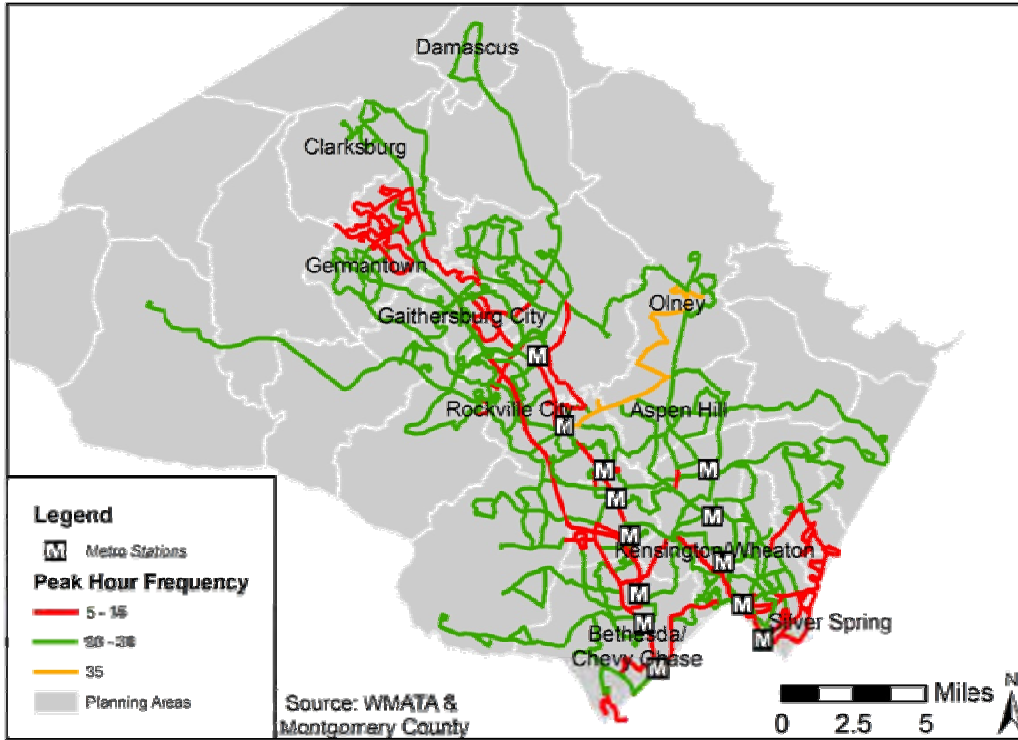 Damascus
Clarksburg
Germantown
Gaithersburg City
Olney
Rockville City
Aspen Hill
Kensington/Wheaton
Silver Spring
Bethesda/
Chevy Chase
M
M
M
M
M
M
M
M
M
M
M
M
M
Legend
M Metro Stations
Peak Hour Frequency
5 - 15
35
Planning Areas
Source: WMATA &
Montgomery County
Miles
0 2.5 5
N